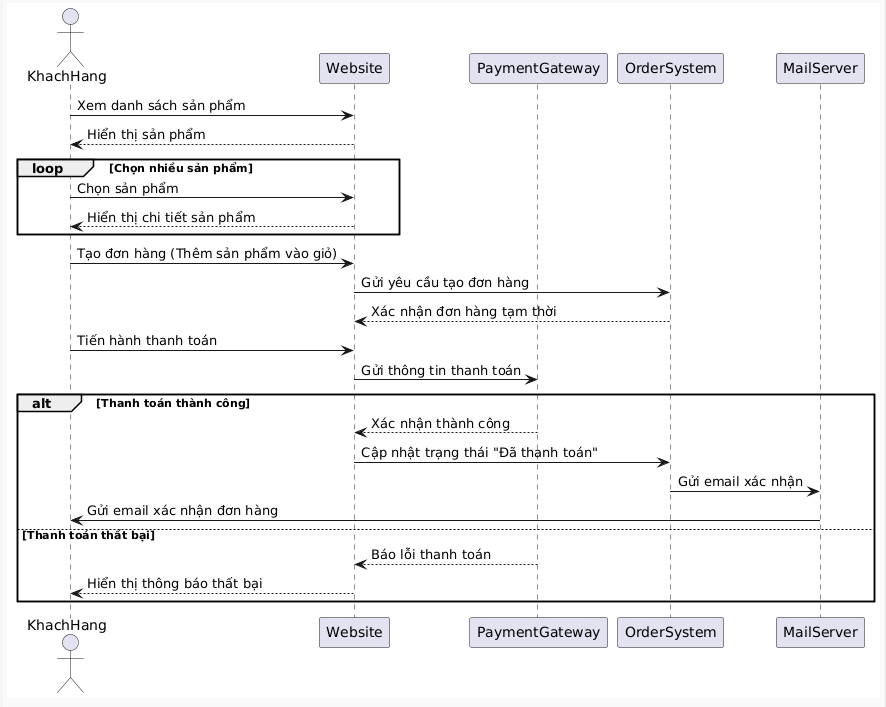 KhachHang
Website
PaymentGateway
OrderSystem
MailServer
Xem danh sách sản phẩm
Hiển thị sản phẩm
loop
[Chọn nhiều sản phẩm]
Chọn sản phẩm
Hiển thị chi tiết sản phẩm
Tạo đơn hàng (Thêm sản phẩm vào giỏ)
Gửi yêu cầu tạo đơn hàng
Xác nhận đơn hàng tạm thời
Tiến hành thanh toán
Gửi thông tin thanh toán
alt
[Thanh toán thành công]
Xác nhận thành công
Cập nhật trạng thái "Đã thanh toán"
Gửi email xác nhận
Gửi email xác nhận đơn hàng
[Thanh toán thất bại]
Báo lỗi thanh toán
Hiển thị thông báo thất bại
KhachHang
Website
PaymentGateway
OrderSystem
MailServer